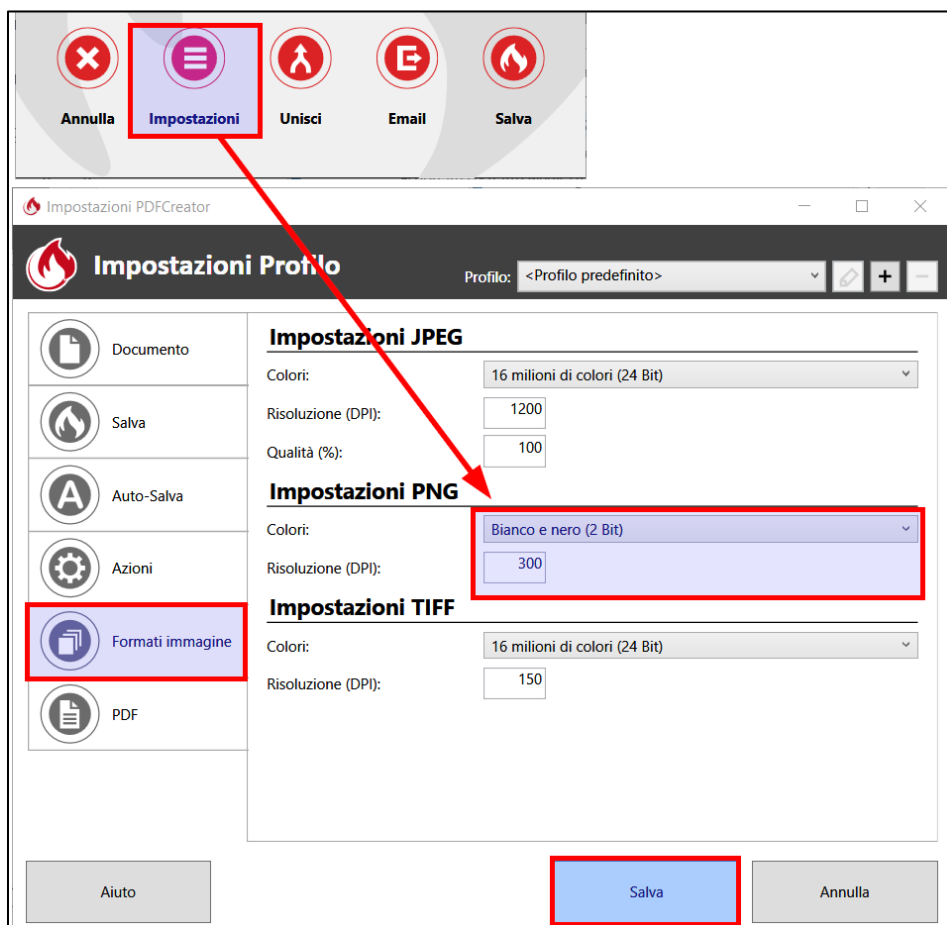 Annulla Impostazioni Unisci Email Salva
Impostazioni PDFCreator
Impostazioni Profilo
Profilo: <Profilo predefinito>
Documento
Salva
Auto-Salva
Azioni
Formati immagine
PDF
Impostazioni JPEG
Colori: 16 milioni di colori (24 Bit)
Risoluzione (DPI): 1200
Qualità (%): 100
Impostazioni PNG
Colori: Bianco e nero (2 Bit)
Risoluzione (DPI): 300
Impostazioni TIFF
Colori: 16 milioni di colori (24 Bit)
Risoluzione (DPI): 150
Aiuto Salva Annulla